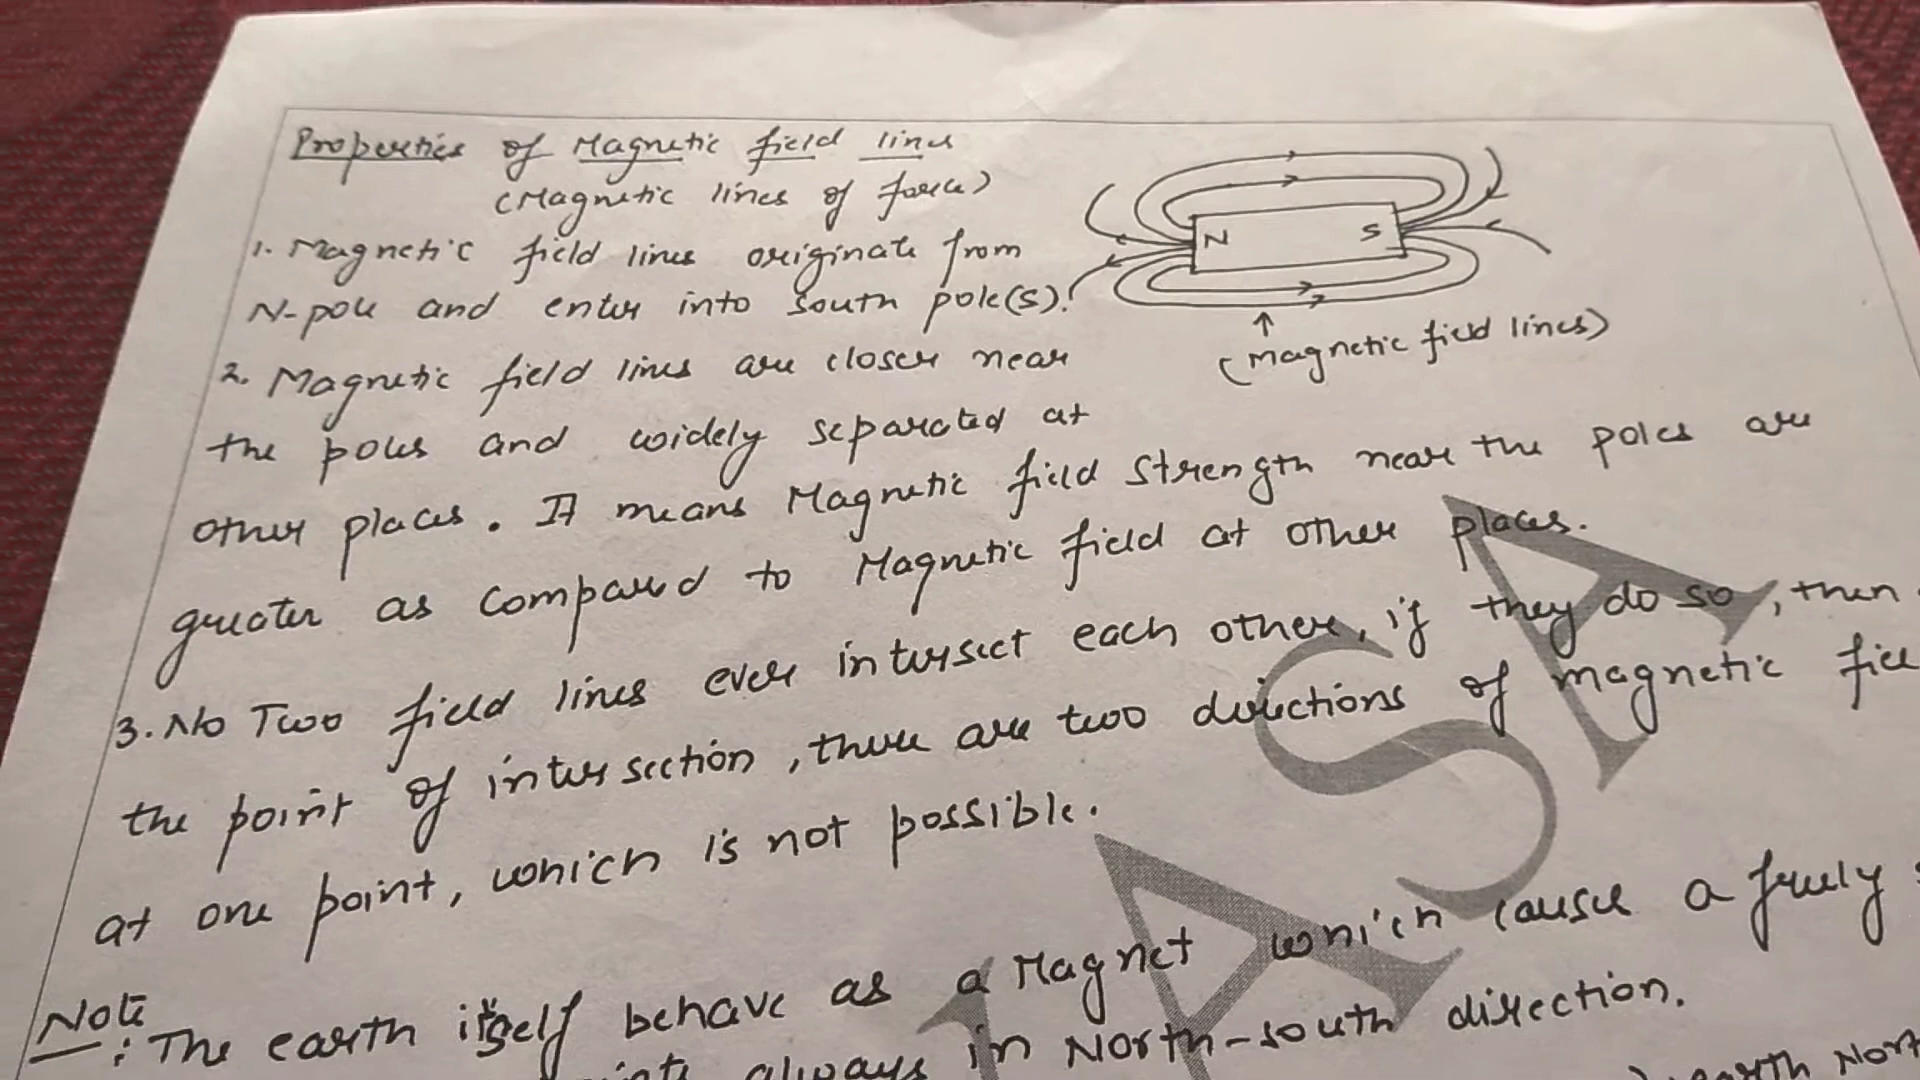 Properties of Magnetic field lines
(Magnetic lines of force)
1. Magnetic field lines originate from
N-pole and enter into South pole(s).
2. Magnetic field lines are closer near
the poles and widely separated at
other places. It means Magnetic field strength near the poles are
greater as compared to Magnetic field at other places.
3. No Two field lines ever intersect each other, if they do so, then
the point of intersection, there are two directions of magnetic
at one point, which is not possible.
Note: The earth itself behave as a Magnet which cause a freely
always in North-south direction.
earth
N
S
(magnetic field lines)